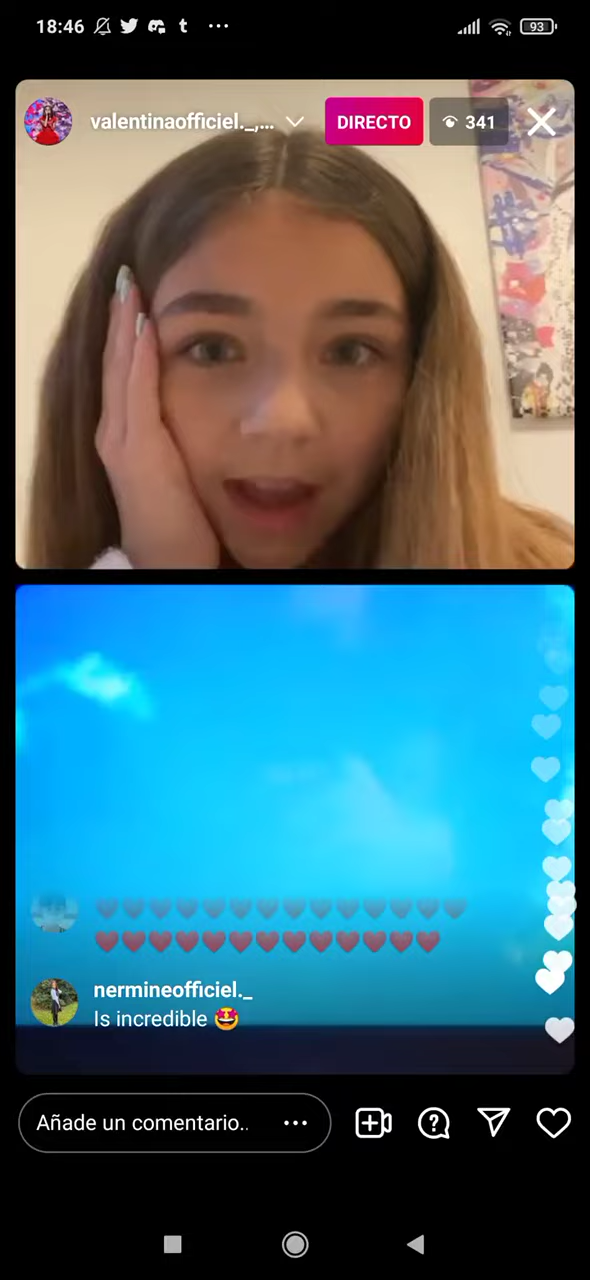 18:46
93
valentinaofficiel._,...
DIRECTO
341
nermineofficiel._
Is incredible 🤩
Añade un comentario..